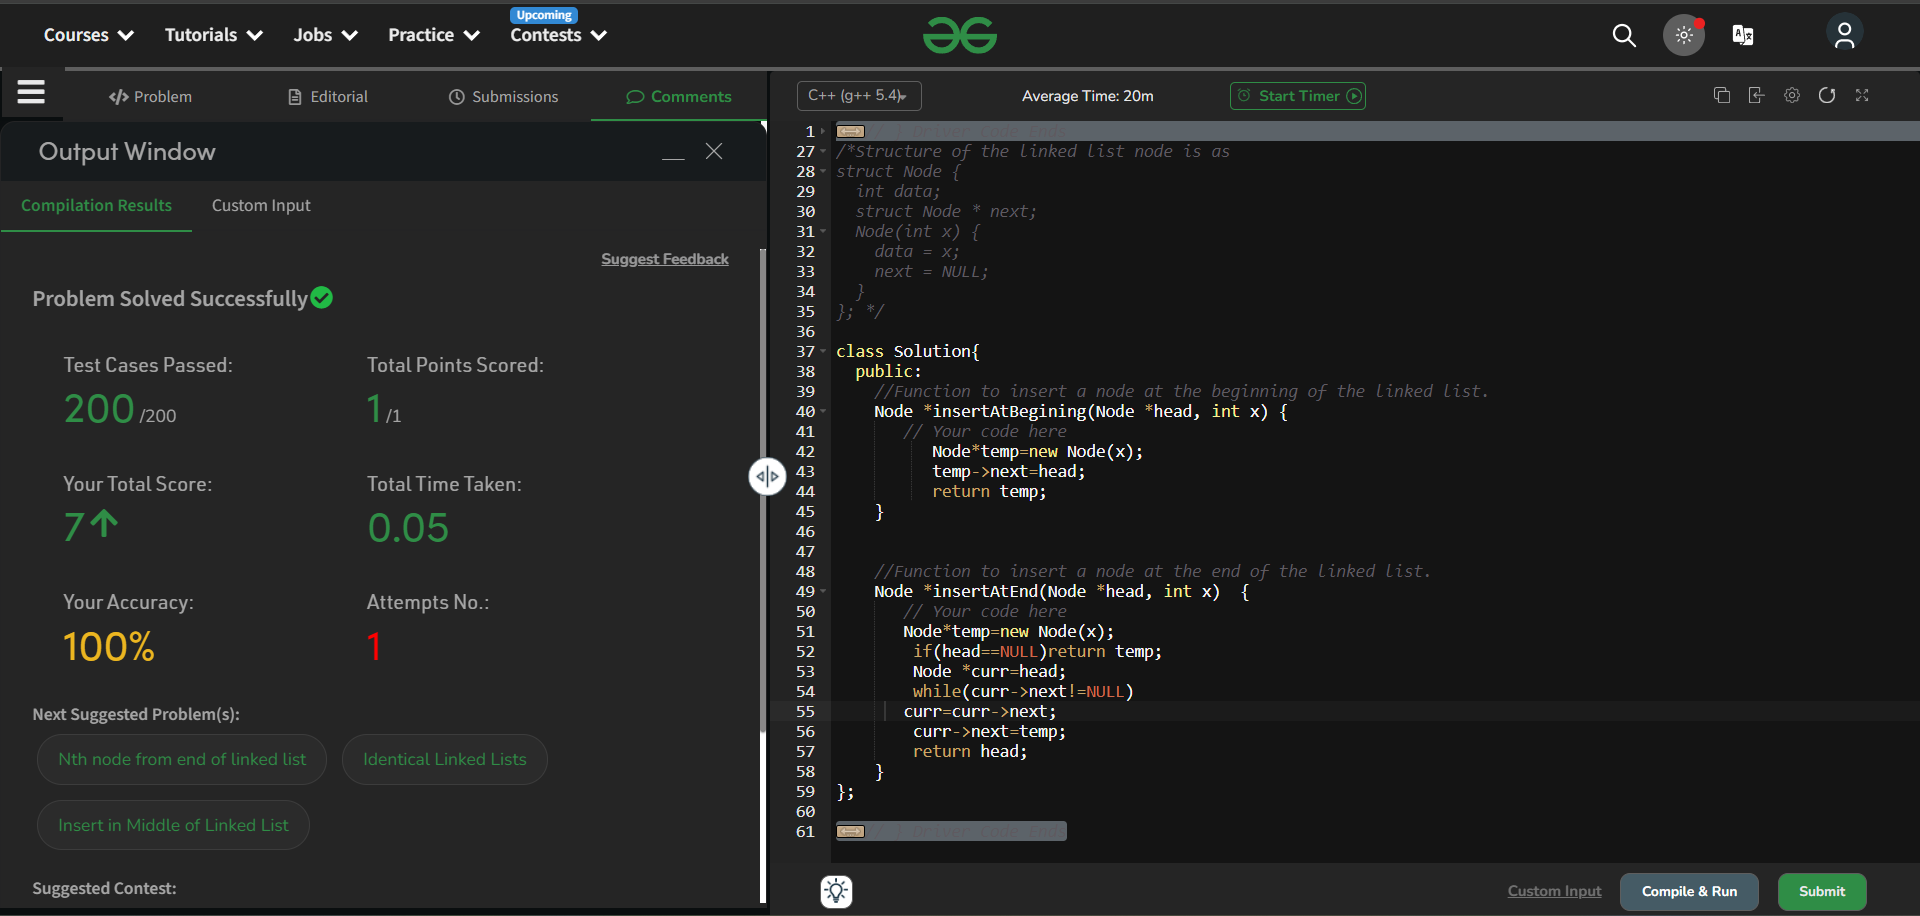 Upcoming
Courses Tutorials Jobs Practice Contests
Problem Editorial Submissions Comments
Output Window
Compilation Results Custom Input
Suggest Feedback
Problem Solved Successfully
Test Cases Passed: Total Points Scored:
200 /200 1 /1
Your Total Score: Total Time Taken:
7 0.05
Your Accuracy: Attempts No.:
100% 1
Next Suggested Problem(s):
Nth node from end of linked list Identical Linked Lists
Insert in Middle of Linked List
Suggested Contest:
C++ (g++ 5.4) Average Time: 20m Start Timer
1 // } Driver Code Ends
27 /*Structure of the linked list node is as
28 struct Node {
29 int data;
30 struct Node * next;
31 Node(int x) {
32 data = x;
33 next = NULL;
34 }
35 }; */
36
37 class Solution{
38 public:
39 //Function to insert a node at the beginning of the linked list.
40 Node *insertAtBegining(Node *head, int x) {
41 // Your code here
42 Node*temp=new Node(x);
43 temp->next=head;
44 return temp;
45 }
46
47
48 //Function to insert a node at the end of the linked list.
49 Node *insertAtEnd(Node *head, int x) {
50 // Your code here
51 Node*temp=new Node(x);
52 if(head==NULL)return temp;
53 Node *curr=head;
54 while(curr->next!=NULL)
55 curr=curr->next;
56 curr->next=temp;
57 return head;
58 }
59 };
60
61 // } Driver Code Ends
Custom Input Compile & Run Submit